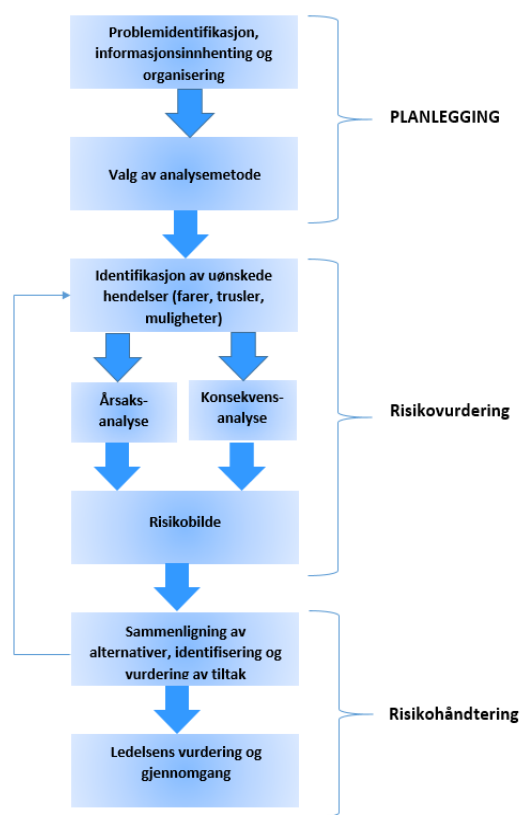 Problemidentifikasjon,
informasjonsinnhenting og
organisering
PLANLEGGING
Valg av analysemetode
Identifikasjon av uønskede
hendelser (farer, trusler,
muligheter)
Årsaks-
analyse
Konsekvens-
analyse
Risikovurdering
Risikobilde
Sammenligning av
alternativer, identifisering og
vurdering av tiltak
Risikohåndtering
Ledelsens vurdering og
gjennomgang